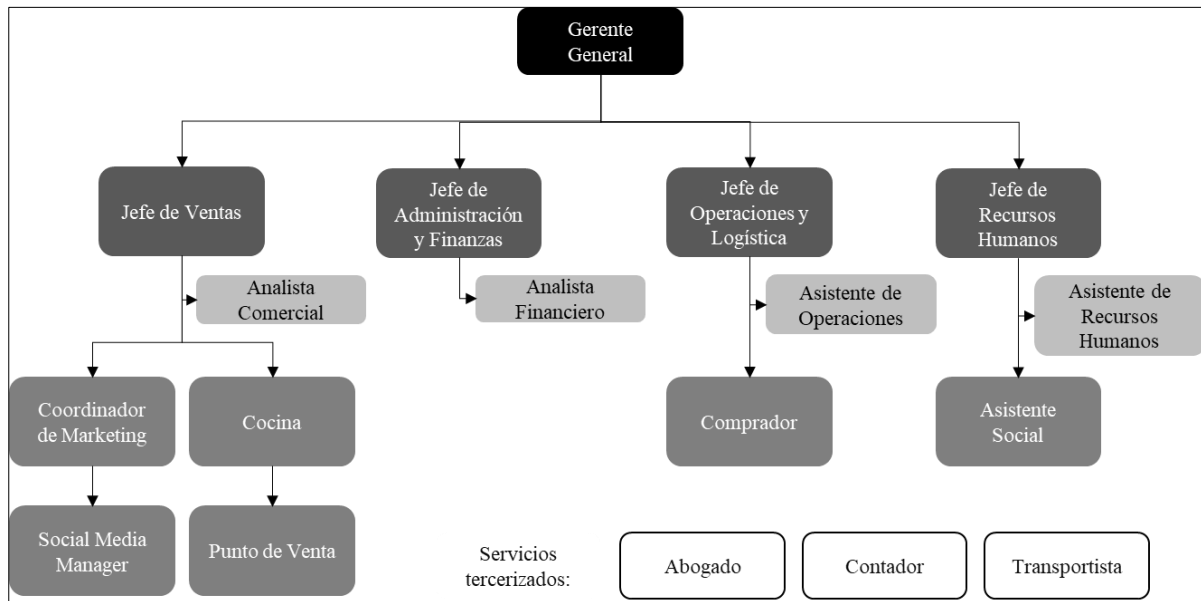 Gerente
General
Jefe de Ventas
Jefe de
Administración
y Finanzas
Jefe de
Operaciones y
Logística
Jefe de
Recursos
Humanos
Analista
Comercial
Analista
Financiero
Asistente de
Operaciones
Asistente de
Recursos
Humanos
Coordinador
de Marketing
Cocina
Comprador
Asistente
Social
Social Media
Manager
Punto de Venta
Servicios
tercerizados:
Abogado
Contador
Transportista